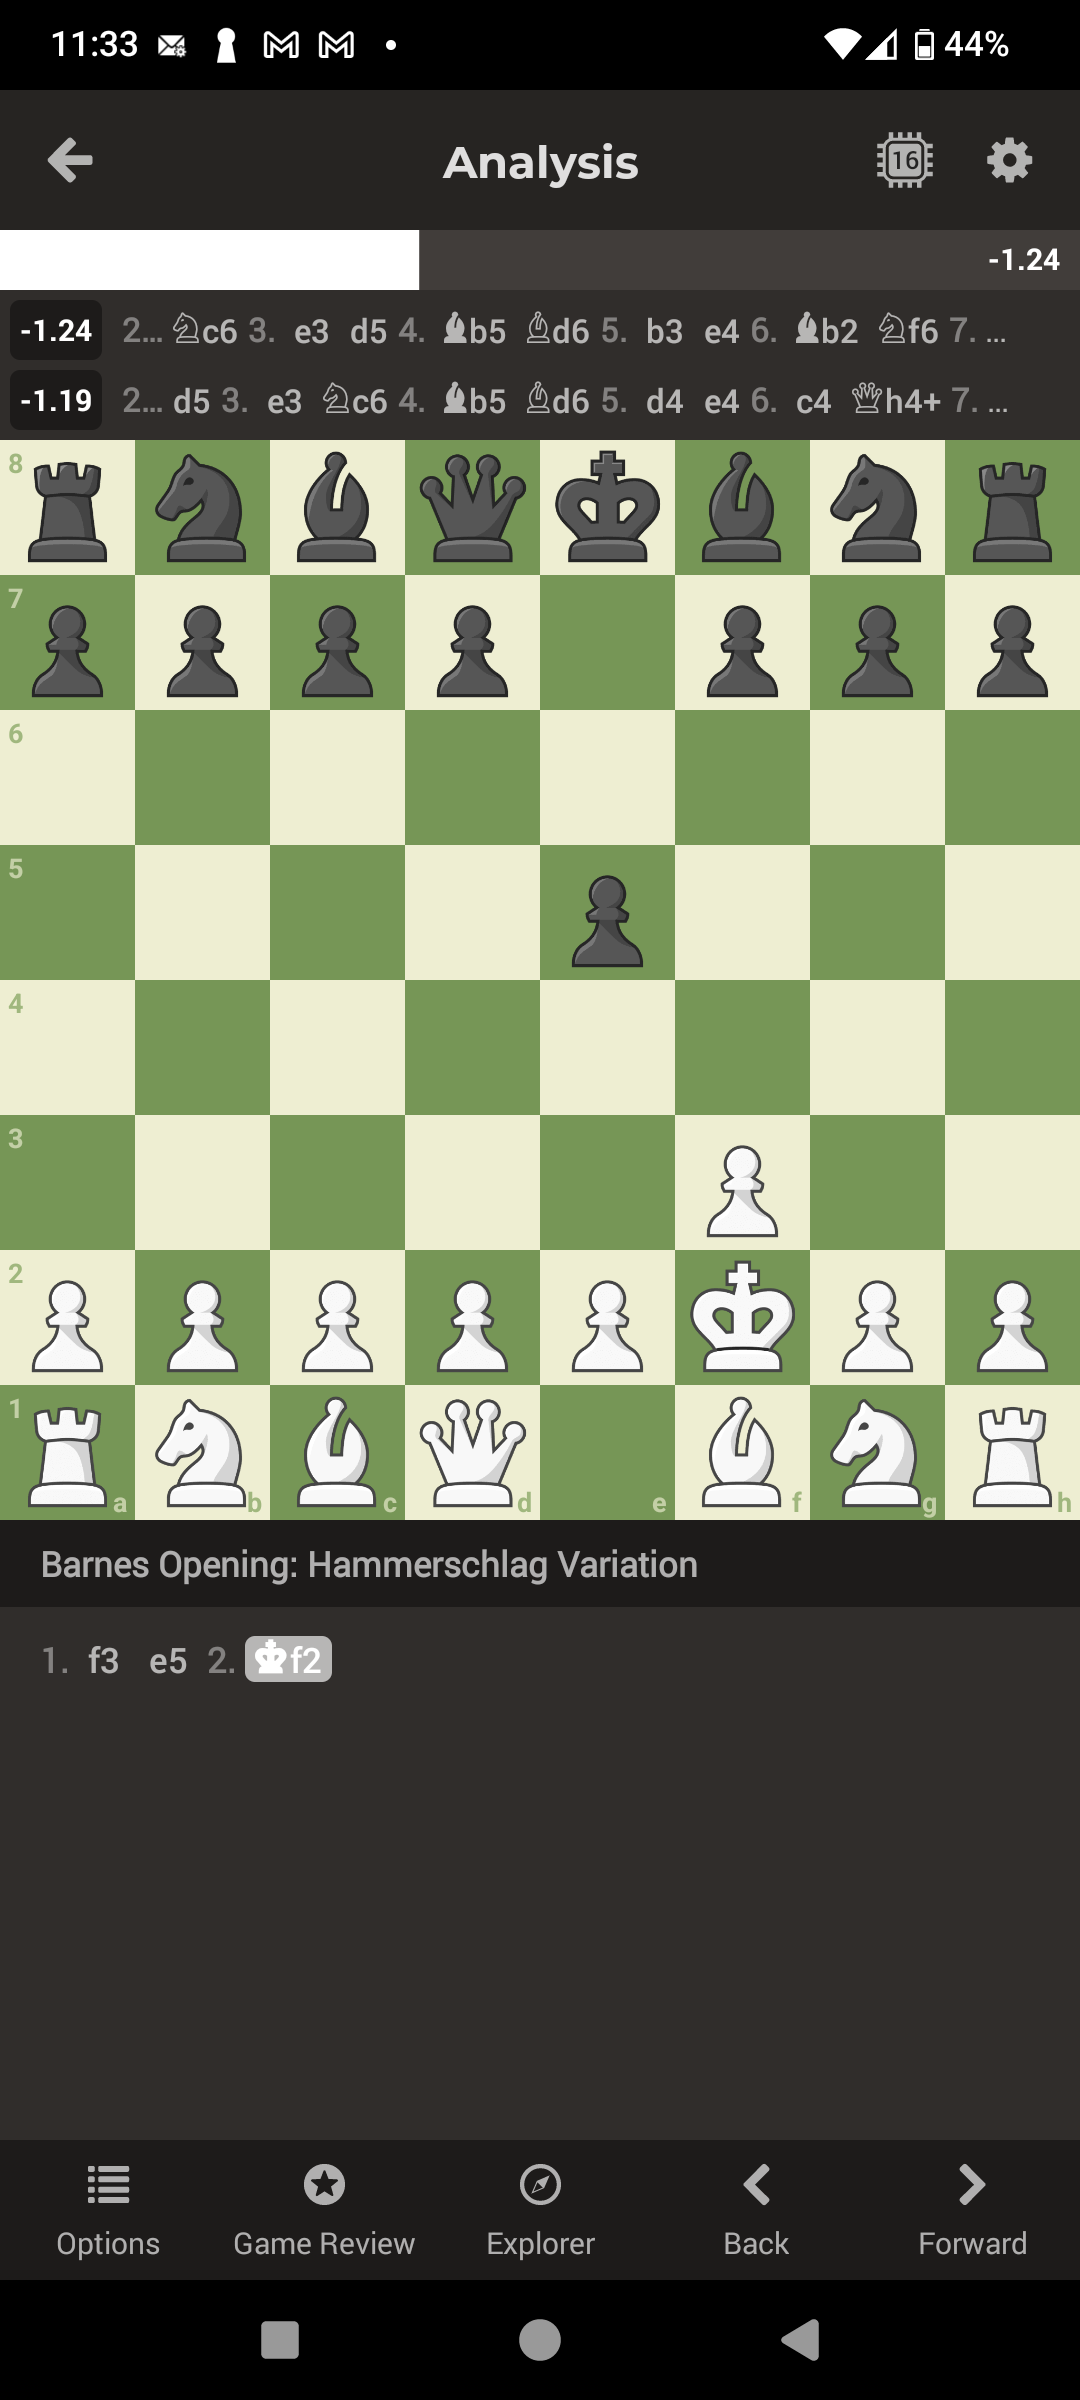 11:33 44%
Analysis 16
-1.24
-1.24 2... ♘c6 3. e3 d5 4. ♝b5 ♗d6 5. b3 e4 6. ♝b2 ♘f6 7. ...
-1.19 2... d5 3. e3 ♘c6 4. ♝b5 ♗d6 5. d4 e4 6. c4 ♕h4+ 7. ...
8
7
6
5
4
3
2
1 a b c d e f g h
Barnes Opening: Hammerschlag Variation
1. f3 e5 2. ♚f2
Options Game Review Explorer Back Forward